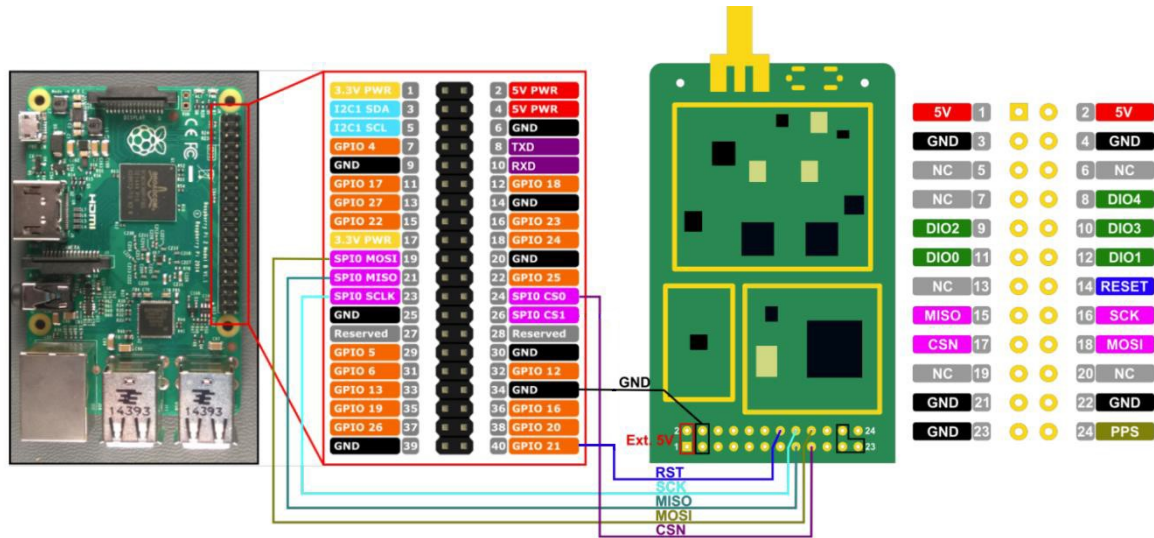 3.3V PWR 1 2 5V PWR
I2C1 SDA 3 4 5V PWR
I2C1 SCL 5 6 GND
GPIO 4 7 8 TXD
GND 9 10 RXD
GPIO 17 11 12 GPIO 18
GPIO 27 13 14 GND
GPIO 22 15 16 GPIO 23
3.3V PWR 17 18 GPIO 24
SPI0 MOSI 19 20 GND
SPI0 MISO 21 22 GPIO 25
SPI0 SCLK 23 24 SPI0 CS0
GND 25 26 SPI0 CS1
Reserved 27 28 Reserved
GPIO 5 29 30 GND
GPIO 6 31 32 GPIO 12
GPIO 13 33 34 GND
GPIO 19 35 36 GPIO 16
GPIO 26 37 38 GPIO 20
GND 39 40 GPIO 21
DISPLAY
HDMI
CE FC
14393 14393
GND
Ext. 5V
2 24
1 23
RST
SCK
MISO
MOSI
CSN
5V 1 2 5V
GND 3 4 GND
NC 5 6 NC
NC 7 8 DIO4
DIO2 9 10 DIO3
DIO0 11 12 DIO1
NC 13 14 RESET
MISO 15 16 SCK
CSN 17 18 MOSI
NC 19 20 NC
GND 21 22 GND
GND 23 24 PPS